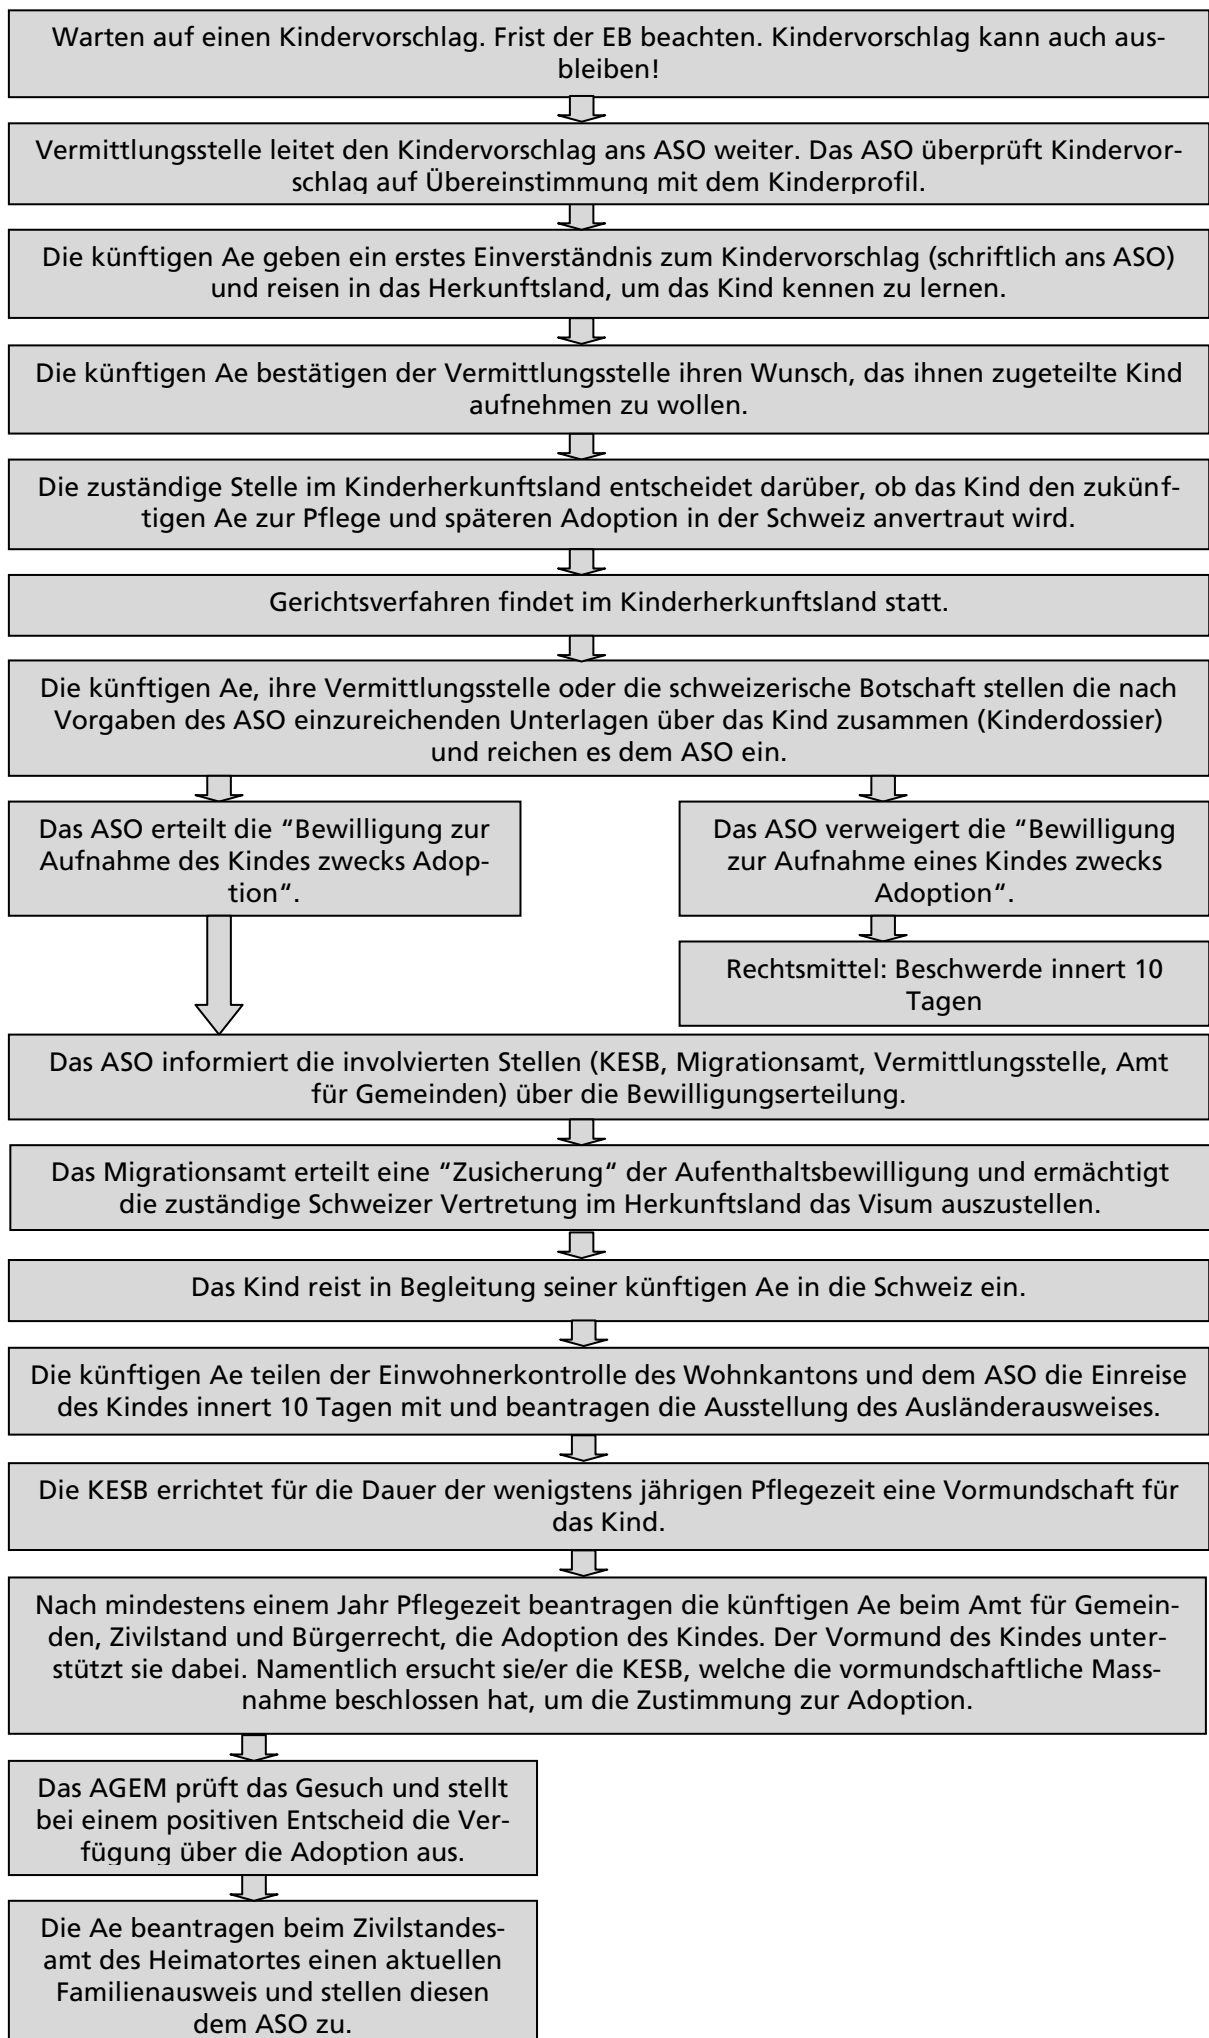 Warten auf einen Kindervorschlag. Frist der EB beachten. Kindervorschlag kann auch aus-
bleiben!
Vermittlungsstelle leitet den Kindervorschlag ans ASO weiter. Das ASO überprüft Kindervor-
schlag auf Übereinstimmung mit dem Kinderprofil.
Die künftigen Ae geben ein erstes Einverständnis zum Kindervorschlag (schriftlich ans ASO)
und reisen in das Herkunftsland, um das Kind kennen zu lernen.
Die künftigen Ae bestätigen der Vermittlungsstelle ihren Wunsch, das ihnen zugeteilte Kind
aufnehmen zu wollen.
Die zuständige Stelle im Kinderherkunftsland entscheidet darüber, ob das Kind den zukünf-
tigen Ae zur Pflege und späteren Adoption in der Schweiz anvertraut wird.
Gerichtsverfahren findet im Kinderherkunftsland statt.
Die künftigen Ae, ihre Vermittlungsstelle oder die schweizerische Botschaft stellen die nach
Vorgaben des ASO einzureichenden Unterlagen über das Kind zusammen (Kinderdossier)
und reichen es dem ASO ein.
Das ASO erteilt die “Bewilligung zur
Aufnahme des Kindes zwecks Adop-
tion“.
Das ASO verweigert die “Bewilligung
zur Aufnahme eines Kindes zwecks
Adoption“.
Rechtsmittel: Beschwerde innert 10
Tagen
Das ASO informiert die involvierten Stellen (KESB, Migrationsamt, Vermittlungsstelle, Amt
für Gemeinden) über die Bewilligungserteilung.
Das Migrationsamt erteilt eine “Zusicherung“ der Aufenthaltsbewilligung und ermächtigt
die zuständige Schweizer Vertretung im Herkunftsland das Visum auszustellen.
Das Kind reist in Begleitung seiner künftigen Ae in die Schweiz ein.
Die künftigen Ae teilen der Einwohnerkontrolle des Wohnkantons und dem ASO die Einreise
des Kindes innert 10 Tagen mit und beantragen die Ausstellung des Ausländerausweises.
Die KESB errichtet für die Dauer der wenigstens jährigen Pflegezeit eine Vormundschaft für
das Kind.
Nach mindestens einem Jahr Pflegezeit beantragen die künftigen Ae beim Amt für Gemein-
den, Zivilstand und Bürgerrecht, die Adoption des Kindes. Der Vormund des Kindes unter-
stützt sie dabei. Namentlich ersucht sie/er die KESB, welche die vormundschaftliche Mass-
nahme beschlossen hat, um die Zustimmung zur Adoption.
Das AGEM prüft das Gesuch und stellt
bei einem positiven Entscheid die Ver-
fügung über die Adoption aus.
Die Ae beantragen beim Zivilstandes-
amt des Heimatortes einen aktuellen
Familienausweis und stellen diesen
dem ASO zu.